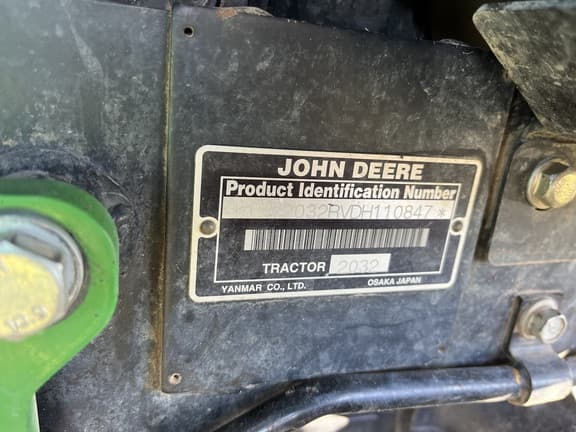 JOHN DEERE
Product Identification Number
032RVDH110847*
TRACTOR 2032
YANMAR CO., LTD. OSAKA JAPAN